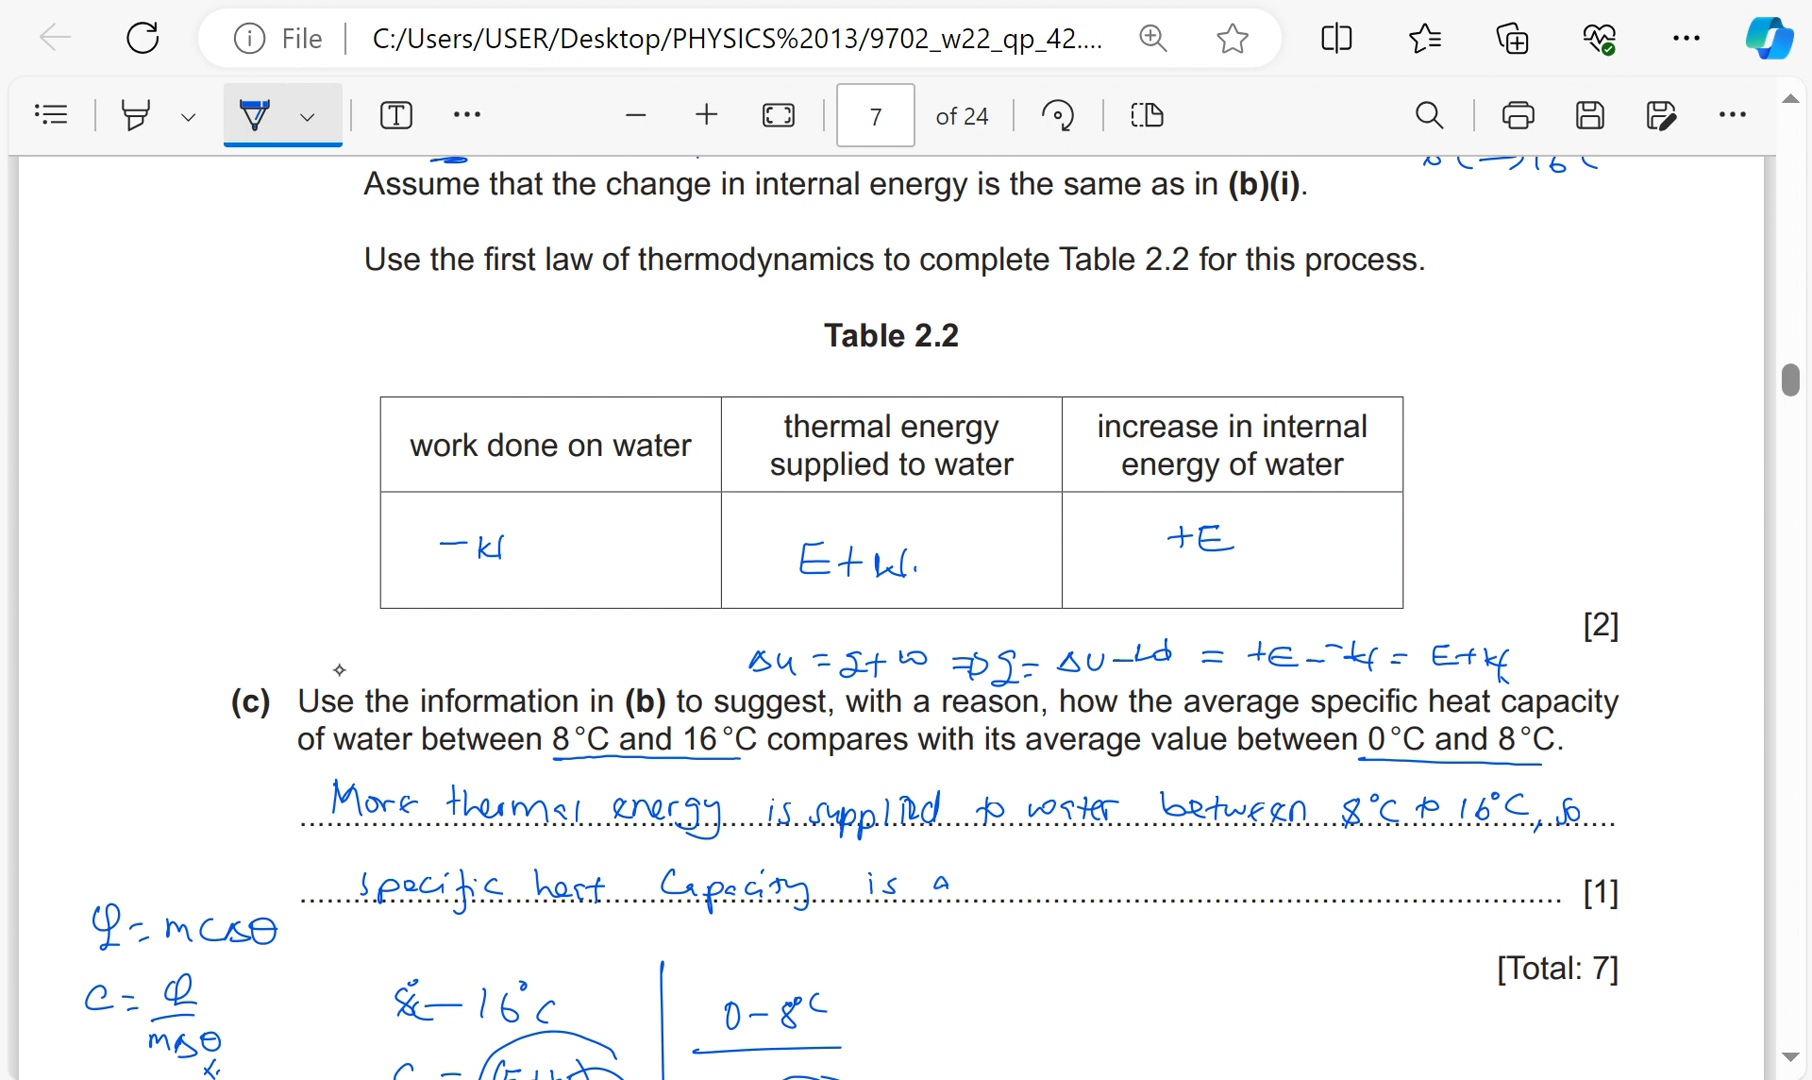 File C:/Users/USER/Desktop/PHYSICS%2013/9702_w22_qp_42....
7 of 24
8°C → 16°C
Assume that the change in internal energy is the same as in (b)(i).
Use the first law of thermodynamics to complete Table 2.2 for this process.
Table 2.2
work done on water
thermal energy supplied to water
increase in internal energy of water
-W
E+W.
+E
[2]
ΔU = q+w ⇒ q = ΔU-W = +E--W = E+W
(c) Use the information in (b) to suggest, with a reason, how the average specific heat capacity
of water between 8°C and 16°C compares with its average value between 0°C and 8°C.
More thermal energy is supplied to water between 8°C to 16°C, so
specific heat capacity is a [1]
Q = mcΔθ
[Total: 7]
c = Q/mΔθ
8°-16°C
0-8°C
c = (E+W)